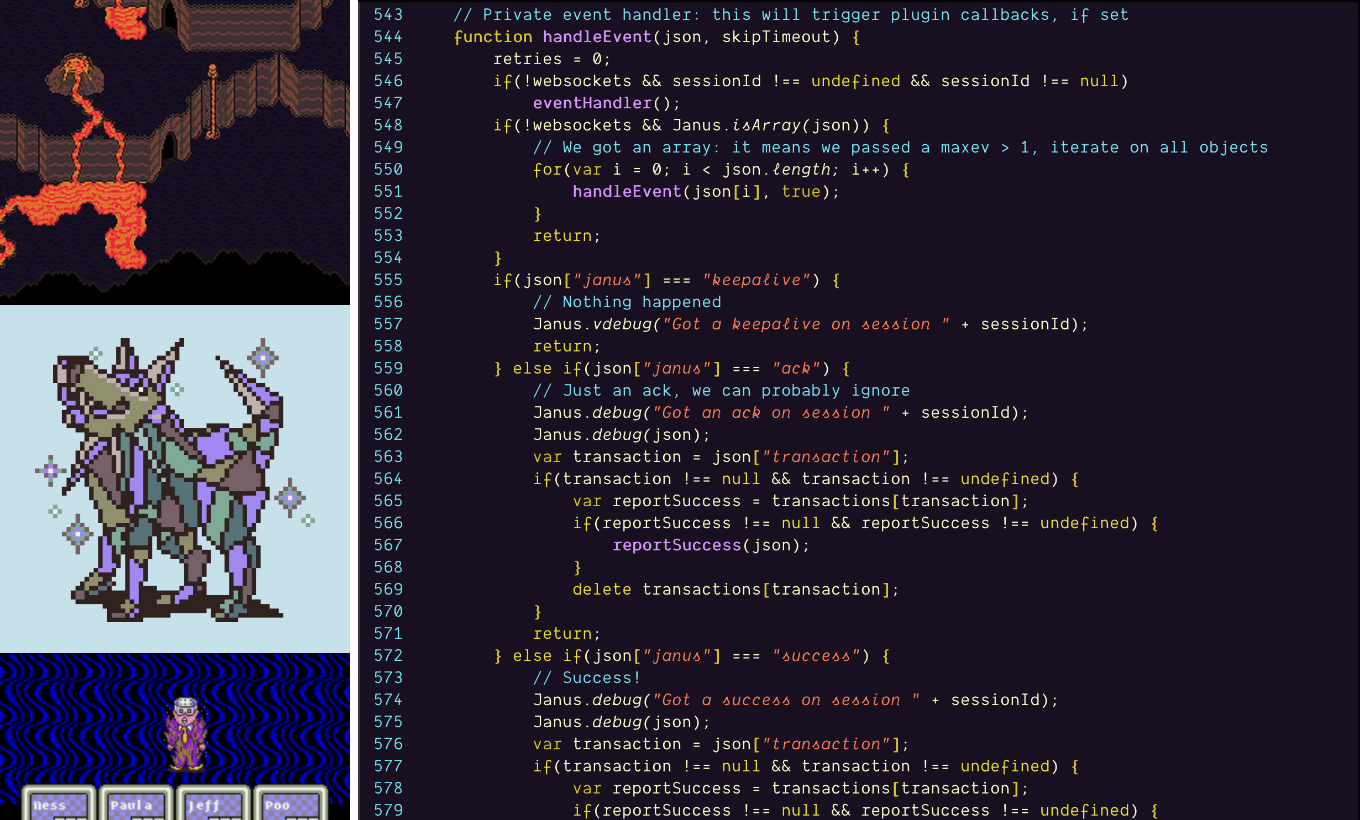 Ness Paula Jeff Poo
543 // Private event handler: this will trigger plugin callbacks, if set
544 function handleEvent(json, skipTimeout) {
545 retries = 0;
546 if(!websockets && sessionId !== undefined && sessionId !== null)
547 eventHandler();
548 if(!websockets && Janus.isArray(json)) {
549 // We got an array: it means we passed a maxev > 1, iterate on all objects
550 for(var i = 0; i < json.length; i++) {
551 handleEvent(json[i], true);
552 }
553 return;
554 }
555 if(json["janus"] === "keepalive") {
556 // Nothing happened
557 Janus.vdebug("Got a keepalive on session " + sessionId);
558 return;
559 } else if(json["janus"] === "ack") {
560 // Just an ack, we can probably ignore
561 Janus.debug("Got an ack on session " + sessionId);
562 Janus.debug(json);
563 var transaction = json["transaction"];
564 if(transaction !== null && transaction !== undefined) {
565 var reportSuccess = transactions[transaction];
566 if(reportSuccess !== null && reportSuccess !== undefined) {
567 reportSuccess(json);
568 }
569 delete transactions[transaction];
570 }
571 return;
572 } else if(json["janus"] === "success") {
573 // Success!
574 Janus.debug("Got a success on session " + sessionId);
575 Janus.debug(json);
576 var transaction = json["transaction"];
577 if(transaction !== null && transaction !== undefined) {
578 var reportSuccess = transactions[transaction];
579 if(reportSuccess !== null && reportSuccess !== undefined) {